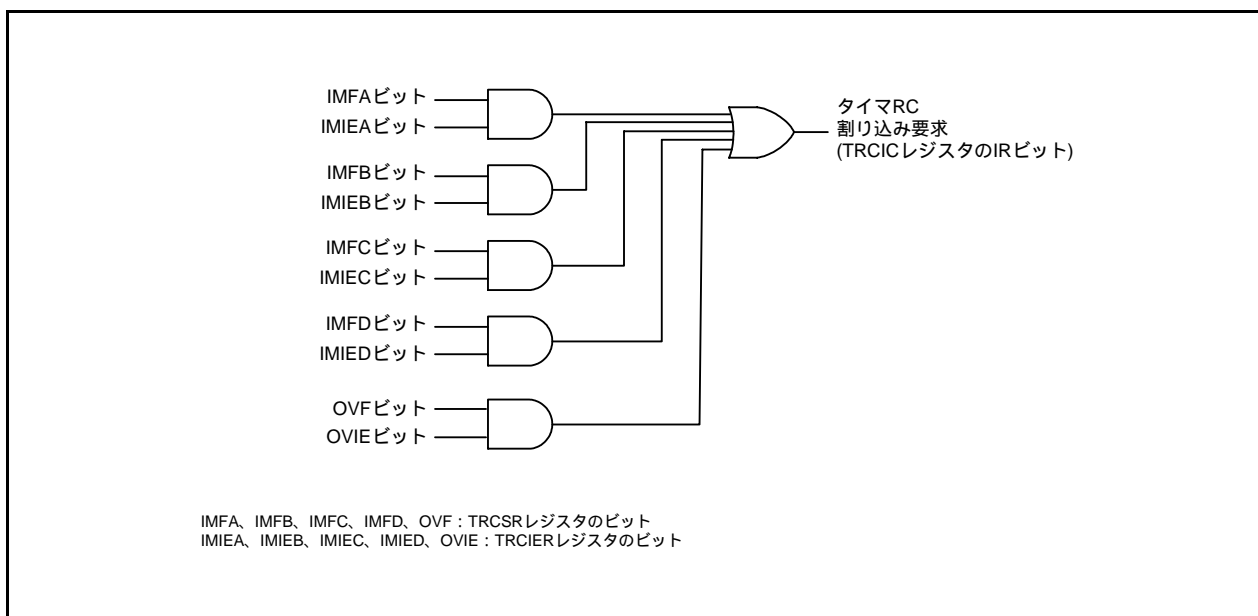 IMFAビット
IMIEAビット
タイマRC
割り込み要求
(TRCICレジスタのIRビット)
IMFBビット
IMIEBビット
IMFCビット
IMIECビット
IMFDビット
IMIEDビット
OVFビット
OVIEビット
IMFA、IMFB、IMFC、IMFD、OVF：TRCSRレジスタのビット
IMIEA、IMIEB、IMIEC、IMIED、OVIE：TRCIERレジスタのビット